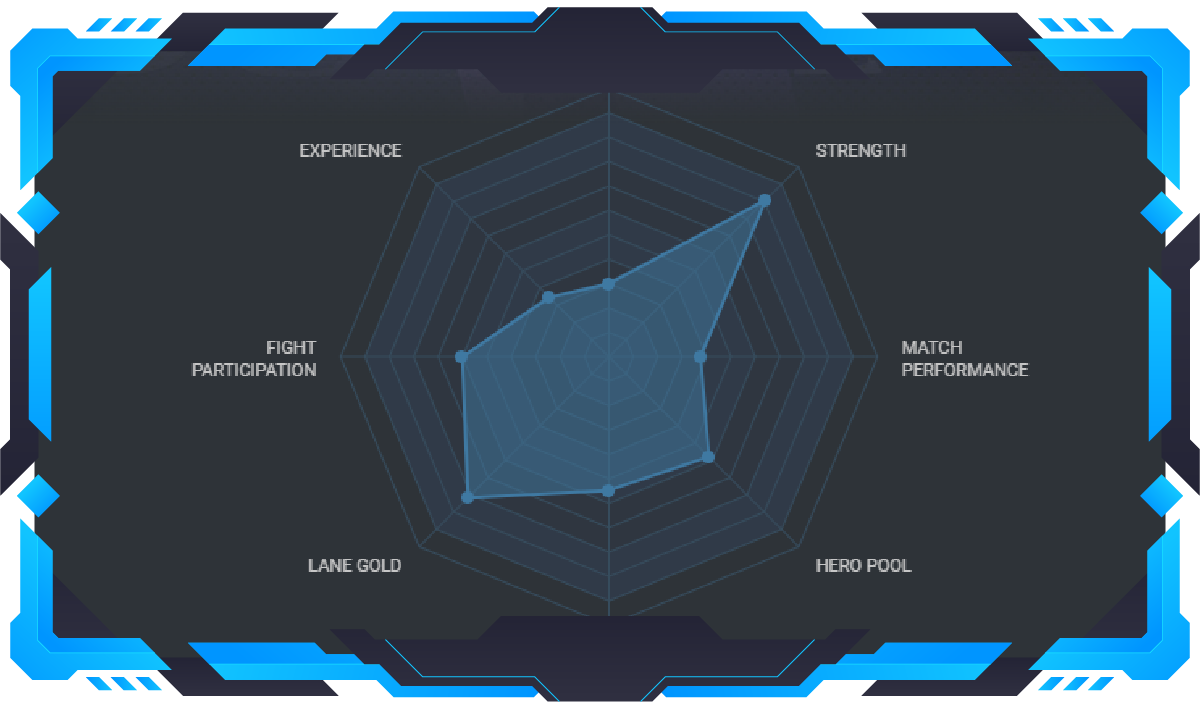 EXPERIENCE
STRENGTH
FIGHT
PARTICIPATION
MATCH
PERFORMANCE
LANE GOLD
HERO POOL